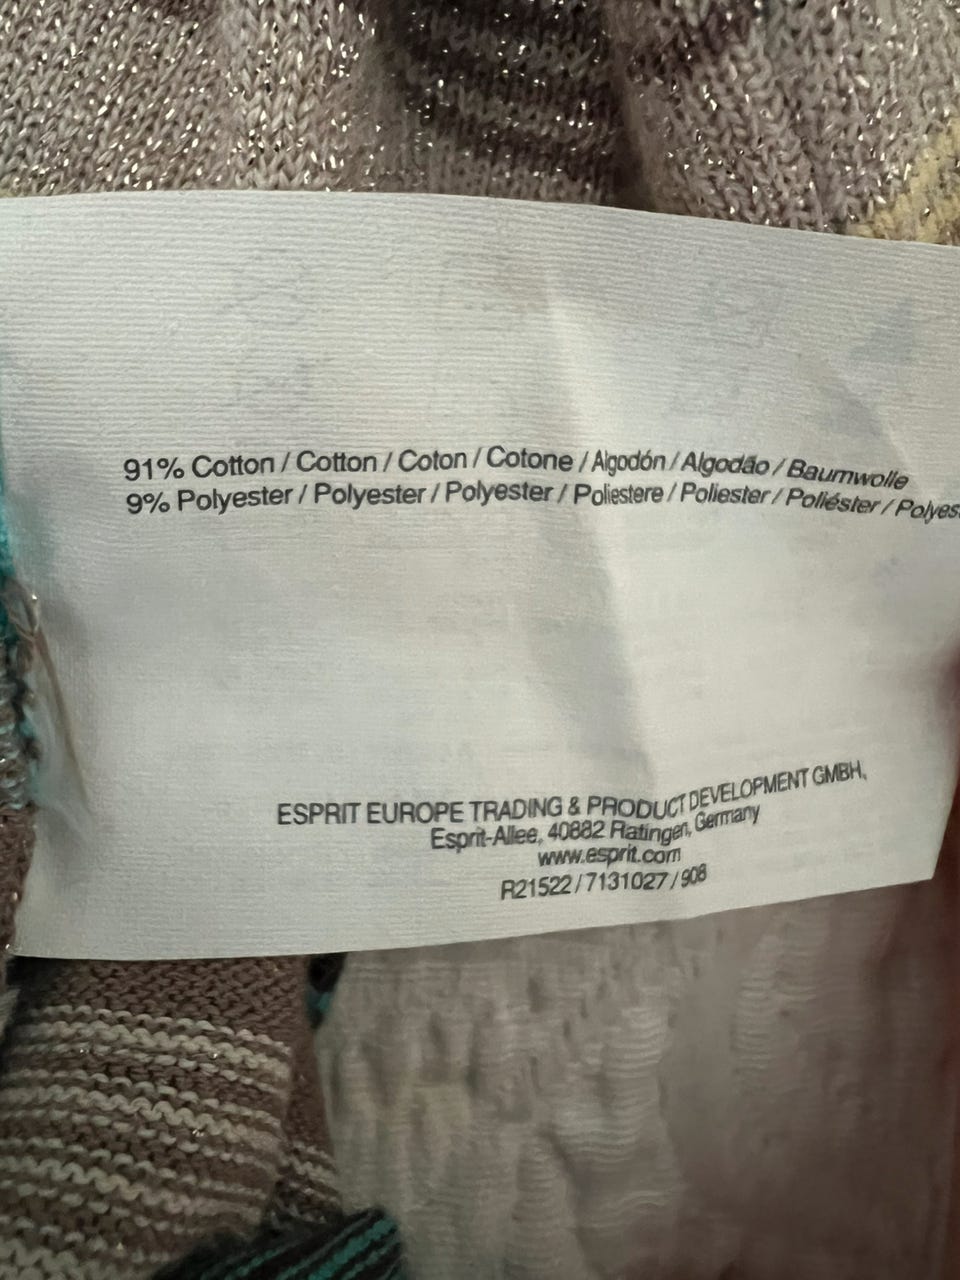 91% Cotton / Cotton / Coton / Cotone / Algodón / Algodão / Baumwolle
9% Polyester / Polyester / Polyester / Poliestere / Poliester / Poliéster / Polyes
ESPRIT EUROPE TRADING & PRODUCT DEVELOPMENT GMBH,
Esprit-Allee, 40882 Ratingen, Germany
www.esprit.com
R21522 / 7131027 / 908